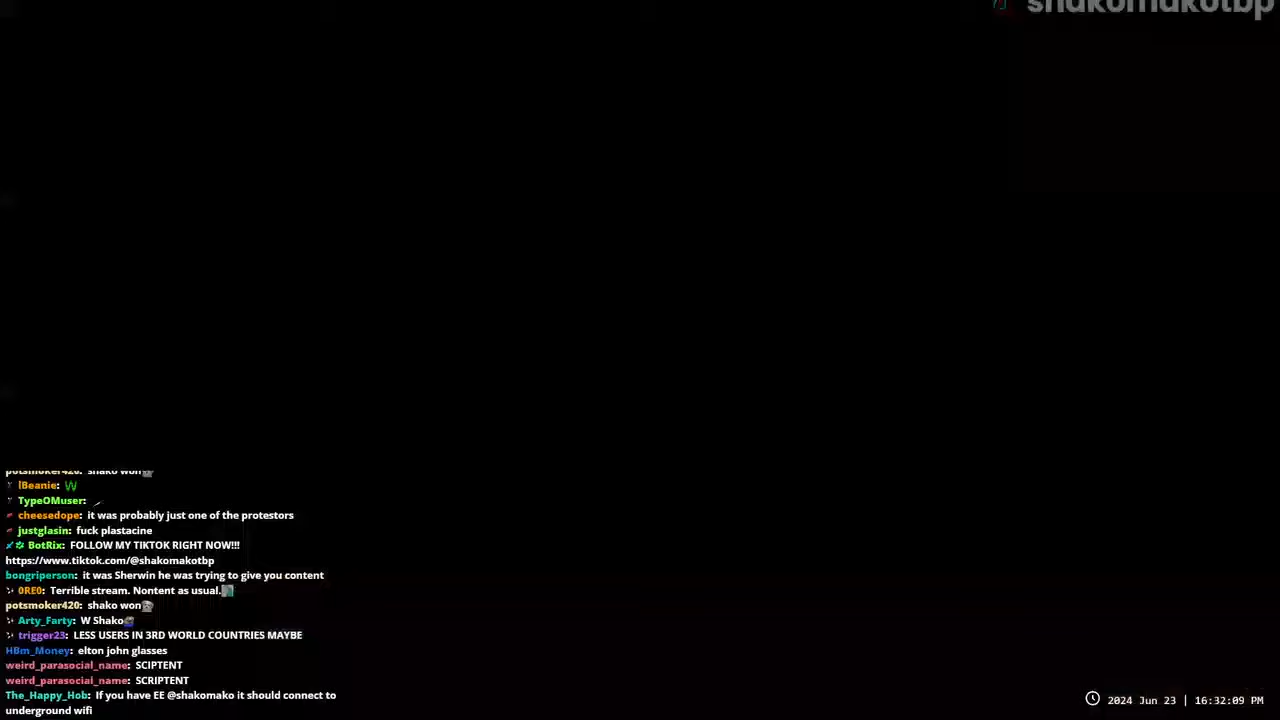 shakomakotbp
potsmoker420: shako won
lBeanie:
TypeOMuser:
cheesedope: it was probably just one of the protestors
justglasin: fuck plastacine
BotRix: FOLLOW MY TIKTOK RIGHT NOW!!!
https://www.tiktok.com/@shakomakotbp
bongriperson: it was Sherwin he was trying to give you content
0RE0: Terrible stream. Nontent as usual.
potsmoker420: shako won
Arty_Farty: W Shako
trigger23: LESS USERS IN 3RD WORLD COUNTRIES MAYBE
HBm_Money: elton john glasses
weird_parasocial_name: SCIPTENT
weird_parasocial_name: SCRIPTENT
The_Happy_Hob: If you have EE @shakomako it should connect to
underground wifi
2024 Jun 23 | 16:32:09 PM